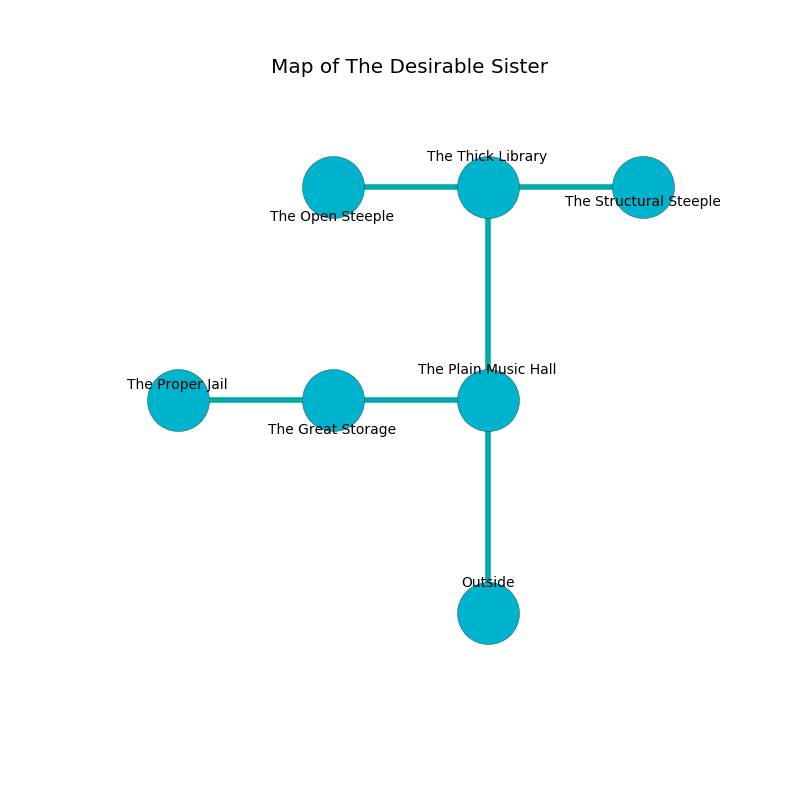 Map of The Desirable Sister
The Thick Library
The Structural Steeple
The Open Steeple
The Plain Music Hall
The Proper Jail
The Great Storage
Outside